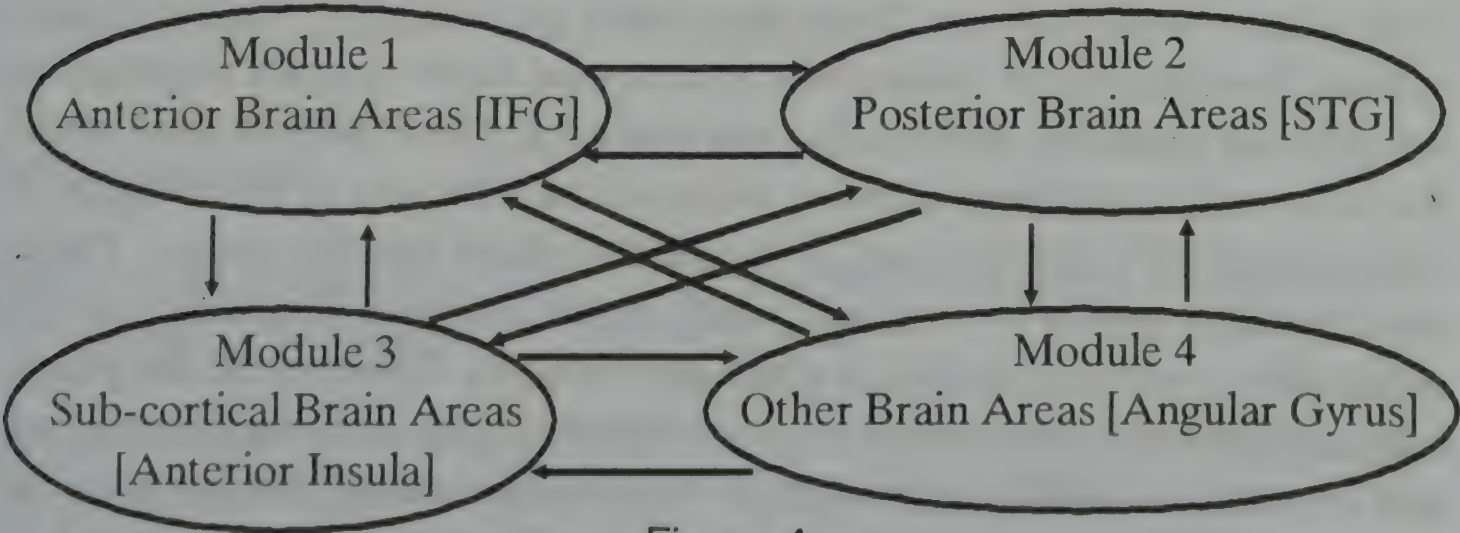 Module 1
Anterior Brain Areas [IFG]
Module 2
Posterior Brain Areas [STG]
Module 3
Sub-cortical Brain Areas
[Anterior Insula]
Module 4
Other Brain Areas [Angular Gyrus]